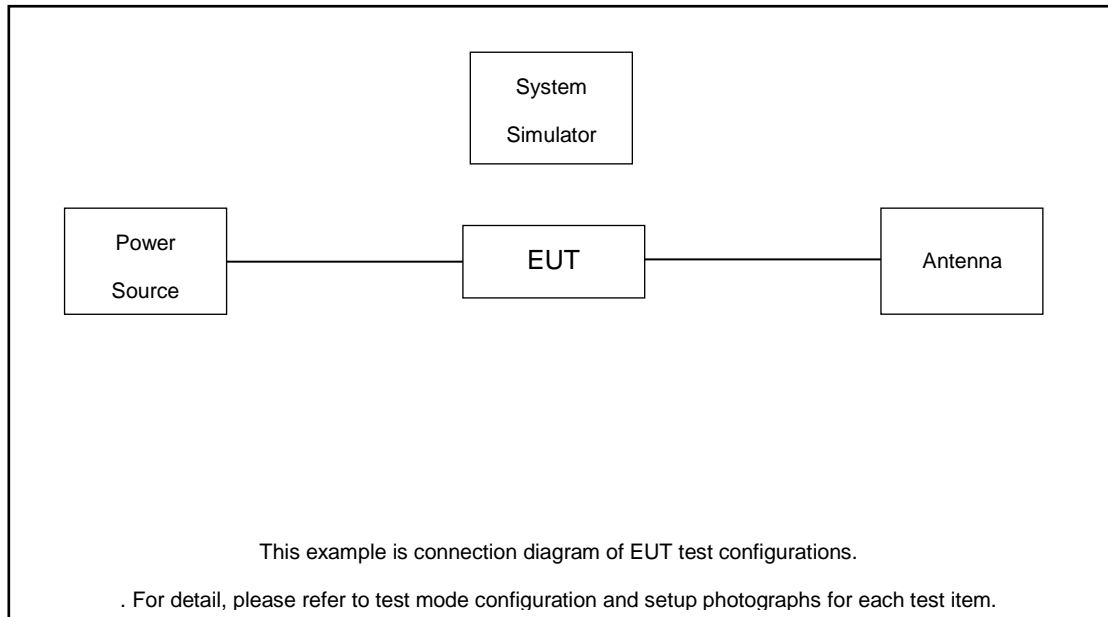 System
Simulator
Power
Source
EUT
Antenna
This example is connection diagram of EUT test configurations.
. For detail, please refer to test mode configuration and setup photographs for each test item.